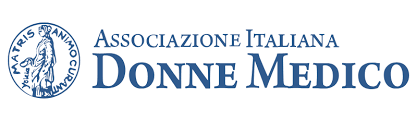 MATRIS ANIMO CURANT
ASSOCIAZIONE ITALIANA
DONNE MEDICO